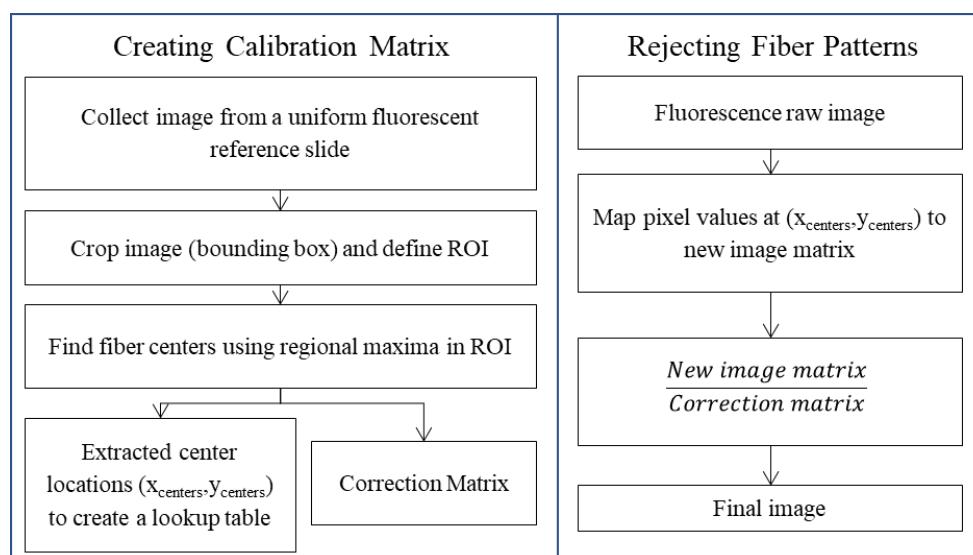 Creating Calibration Matrix
Collect image from a uniform fluorescent
reference slide
Crop image (bounding box) and define ROI
Find fiber centers using regional maxima in ROI
Extracted center
locations (xcenters,ycenters)
to create a lookup table
Correction Matrix
Rejecting Fiber Patterns
Fluorescence raw image
Map pixel values at (xcenters,ycenters) to
new image matrix
New image matrix
Correction matrix
Final image